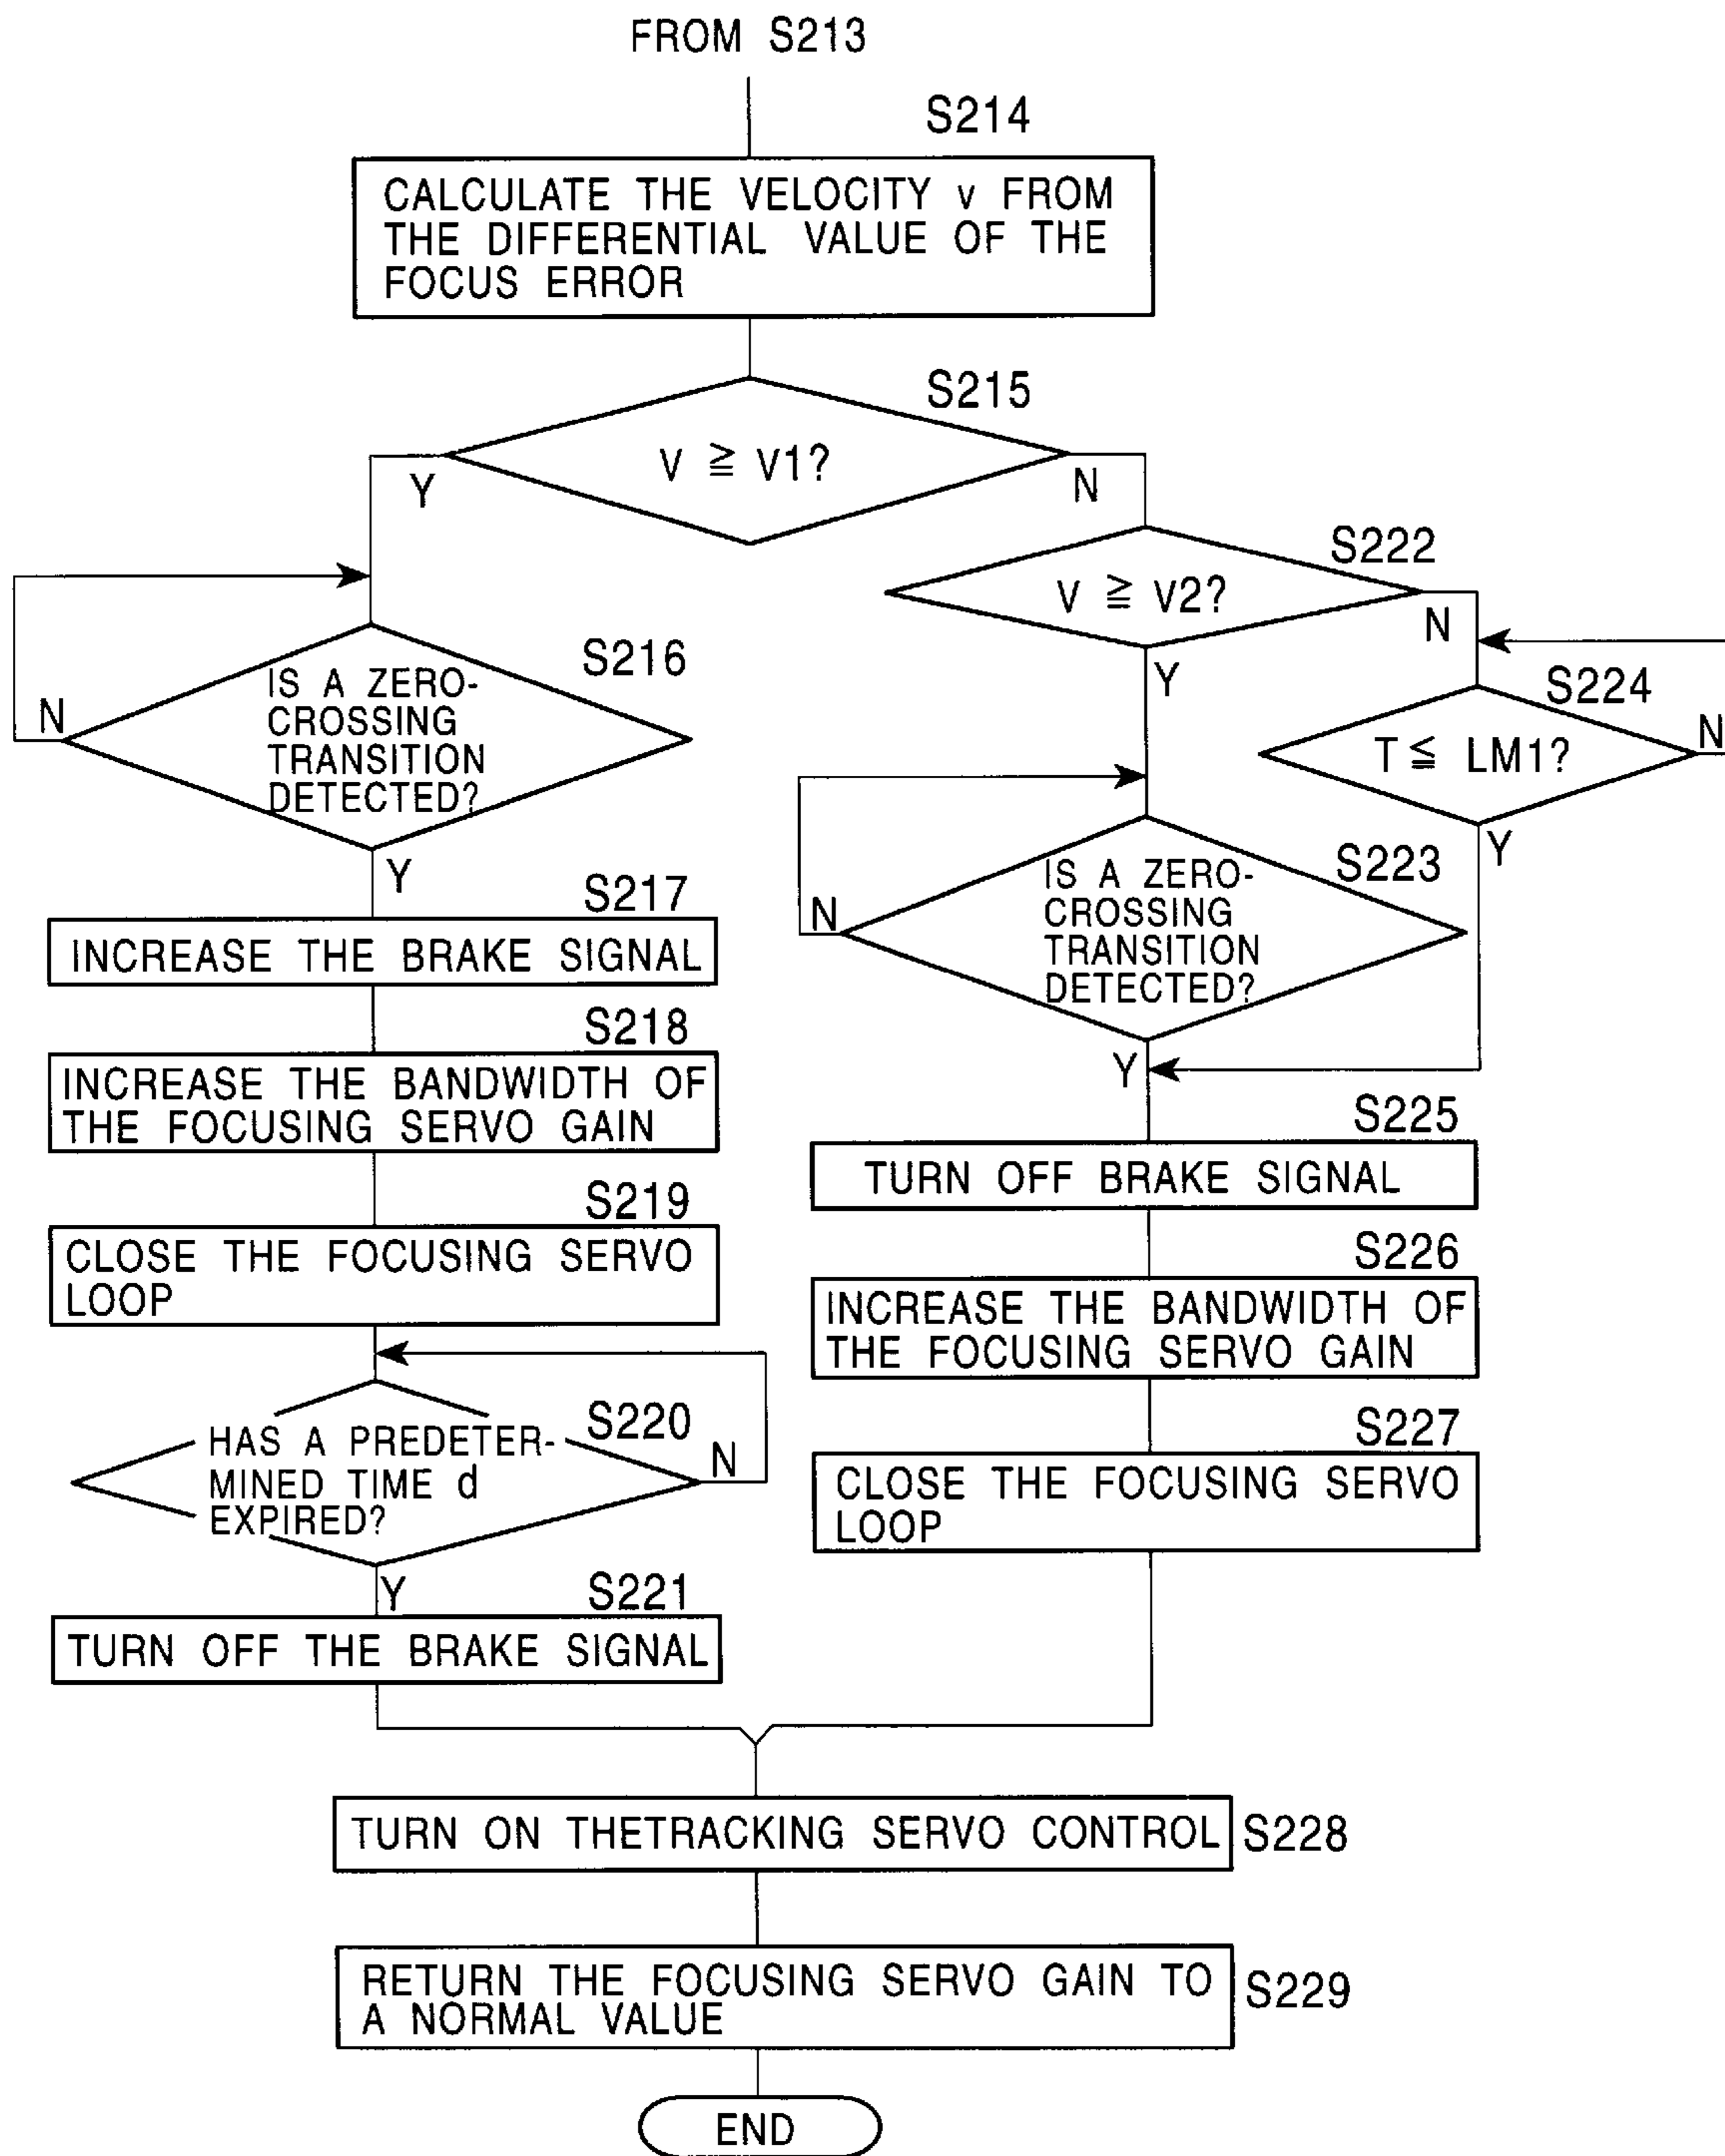 FROM S213
S214
CALCULATE THE VELOCITY v FROM
THE DIFFERENTIAL VALUE OF THE
FOCUS ERROR
S215
V ≧ V1?
Y
N
S222
V ≧ V2?
N
Y
S216
IS A ZERO-
CROSSING
TRANSITION
DETECTED?
N
Y
S224
T ≦ LM1?
N
Y
S223
IS A ZERO-
CROSSING
TRANSITION
DETECTED?
N
Y
S217
INCREASE THE BRAKE SIGNAL
S218
INCREASE THE BANDWIDTH OF
THE FOCUSING SERVO GAIN
S219
CLOSE THE FOCUSING SERVO
LOOP
S220
HAS A PREDETER-
MINED TIME d
EXPIRED?
N
Y
S221
TURN OFF THE BRAKE SIGNAL
S225
TURN OFF BRAKE SIGNAL
S226
INCREASE THE BANDWIDTH OF
THE FOCUSING SERVO GAIN
S227
CLOSE THE FOCUSING SERVO
LOOP
TURN ON THETRACKING SERVO CONTROL S228
RETURN THE FOCUSING SERVO GAIN TO
A NORMAL VALUE
S229
END